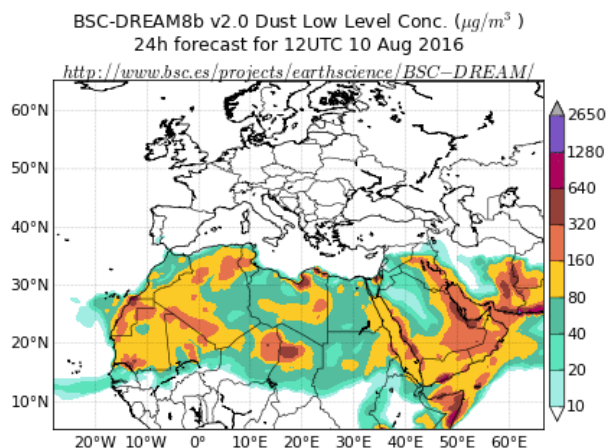 BSC-DREAM8b v2.0 Dust Low Level Conc. (μg/m³ )
24h forecast for 12UTC 10 Aug 2016
http://www.bsc.es/projects/earthscience/BSC−DREAM/
60°N
50°N
40°N
30°N
20°N
10°N
20°W 10°W 0° 10°E 20°E 30°E 40°E 50°E 60°E
2650
1280
640
320
160
80
40
20
10